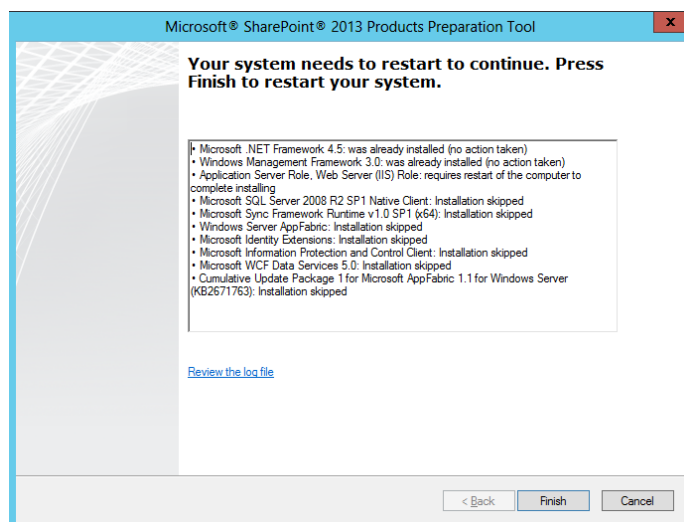 Microsoft® SharePoint® 2013 Products Preparation Tool
x
Your system needs to restart to continue. Press
Finish to restart your system.
• Microsoft .NET Framework 4.5: was already installed (no action taken)
• Windows Management Framework 3.0: was already installed (no action taken)
• Application Server Role, Web Server (IIS) Role: requires restart of the computer to
complete installing
• Microsoft SQL Server 2008 R2 SP1 Native Client: Installation skipped
• Microsoft Sync Framework Runtime v1.0 SP1 (x64): Installation skipped
• Windows Server AppFabric: Installation skipped
• Microsoft Identity Extensions: Installation skipped
• Microsoft Information Protection and Control Client: Installation skipped
• Microsoft WCF Data Services 5.0: Installation skipped
• Cumulative Update Package 1 for Microsoft AppFabric 1.1 for Windows Server
(KB2671763): Installation skipped
Review the log file
< Back Finish Cancel